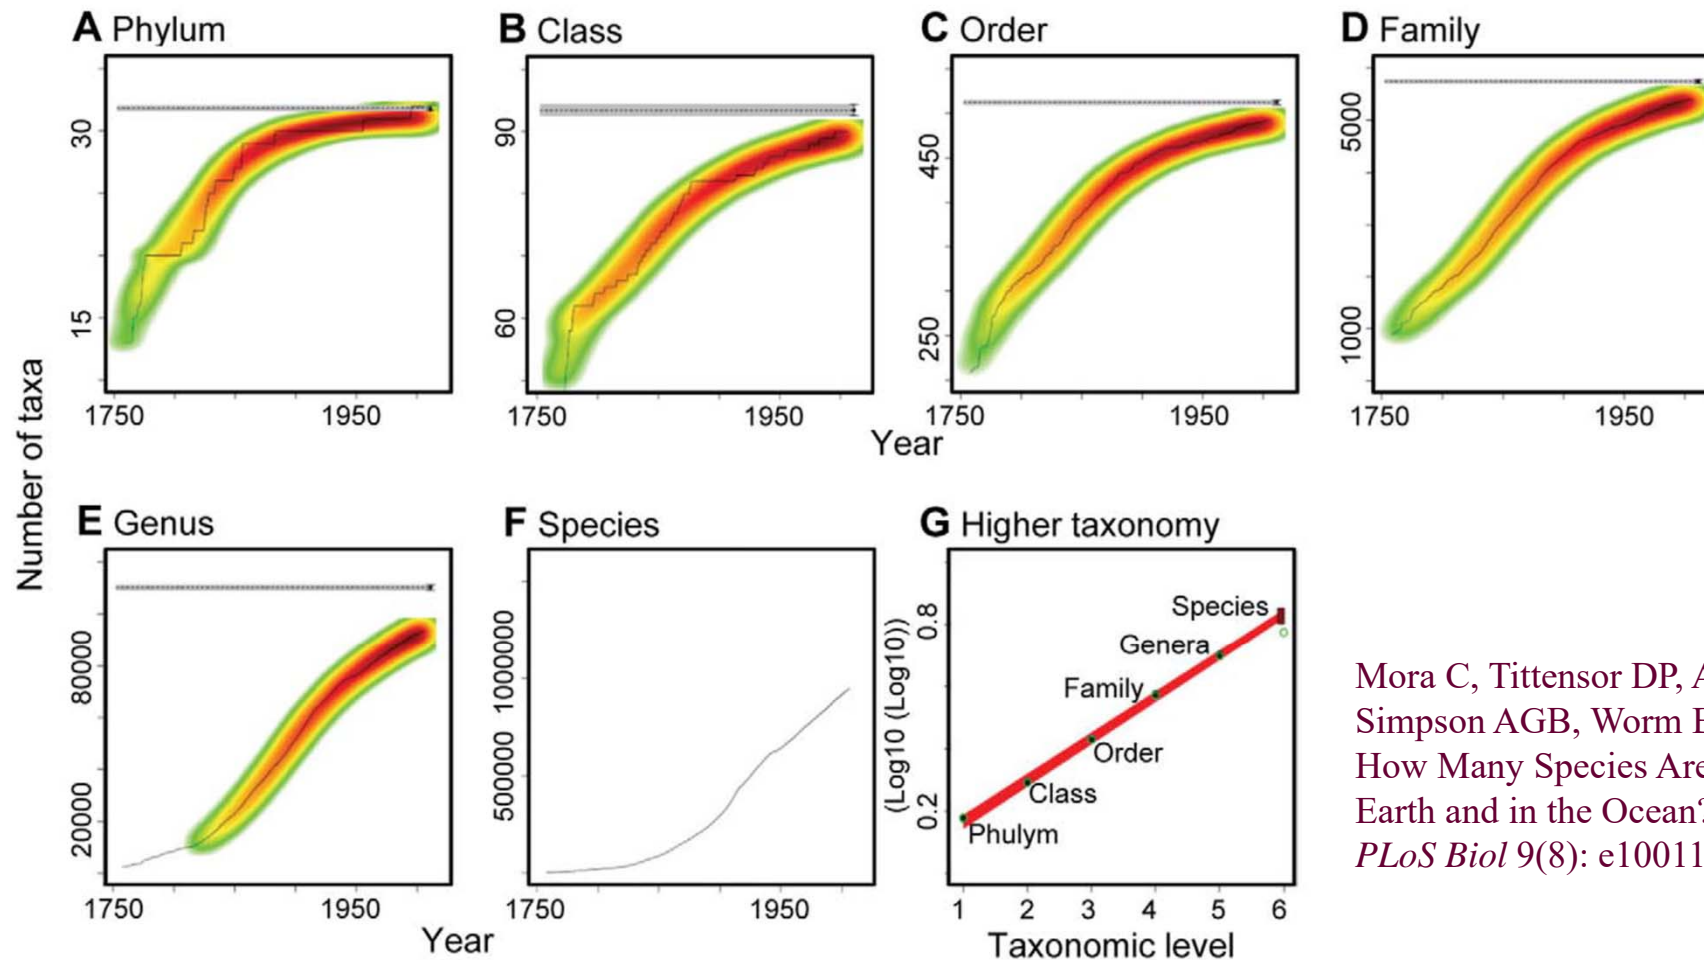 A Phylum
B Class
C Order
D Family
30
15
90
60
450
250
5000
1000
1750 1950
1750 1950
1750 1950
1750 1950
Year
Number of taxa
E Genus
F Species
G Higher taxonomy
80000
20000
1000000
500000
(Log10 (Log10))
0.8
0.2
Species
Genera
Family
Order
Class
Phulym
1750 1950
1750 1950
1 2 3 4 5 6
Year
Taxonomic level
Mora C, Tittensor DP, A
Simpson AGB, Worm
How Many Species Are
Earth and in the Ocean?
PLoS Biol 9(8): e10011